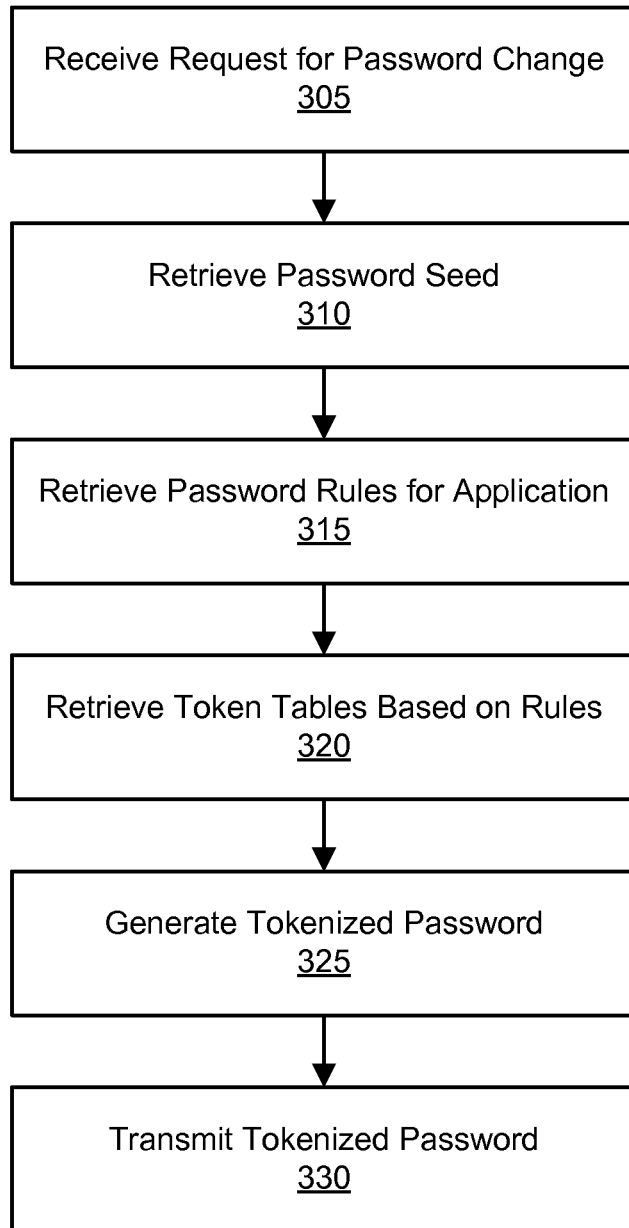 Receive Request for Password Change
305
Retrieve Password Seed
310
Retrieve Password Rules for Application
315
Retrieve Token Tables Based on Rules
320
Generate Tokenized Password
325
Transmit Tokenized Password
330